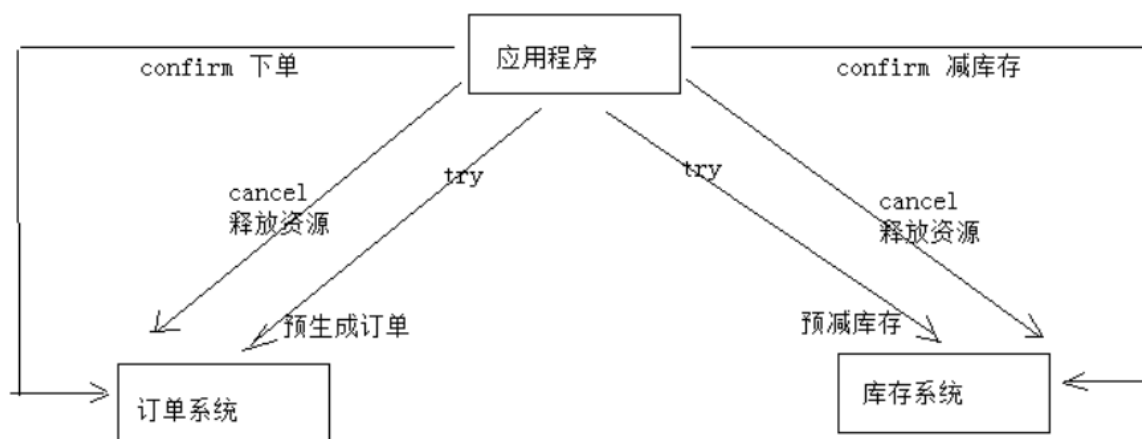 应用程序
confirm 下单
confirm 减库存
try
try
cancel
释放资源
cancel
释放资源
预生成订单
预减库存
订单系统
库存系统